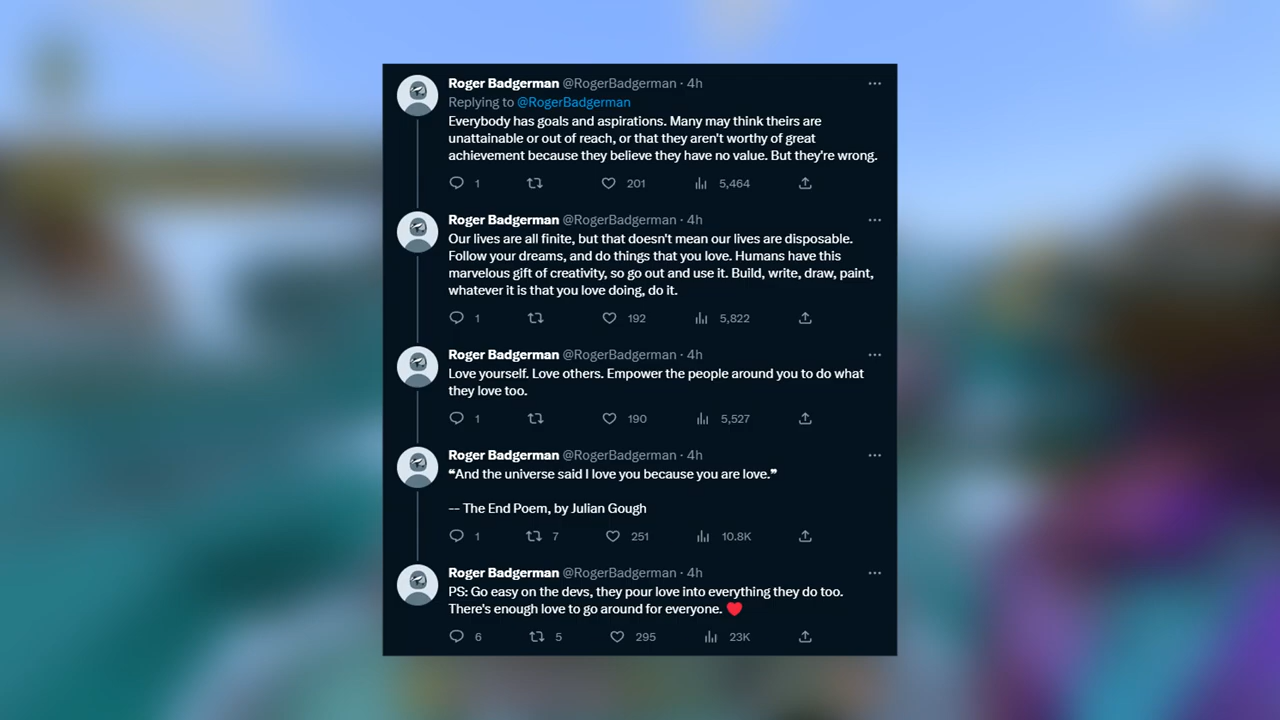 Roger Badgerman @RogerBadgerman · 4h
Replying to @RogerBadgerman
Everybody has goals and aspirations. Many may think theirs are
unattainable or out of reach, or that they aren't worthy of great
achievement because they believe they have no value. But they're wrong.
1 201 5,464
Roger Badgerman @RogerBadgerman · 4h
Our lives are all finite, but that doesn't mean our lives are disposable.
Follow your dreams, and do things that you love. Humans have this
marvelous gift of creativity, so go out and use it. Build, write, draw, paint,
whatever it is that you love doing, do it.
1 192 5,822
Roger Badgerman @RogerBadgerman · 4h
Love yourself. Love others. Empower the people around you to do what
they love too.
1 190 5,527
Roger Badgerman @RogerBadgerman · 4h
❝And the universe said I love you because you are love.❞
-- The End Poem, by Julian Gough
1 7 251 10.8K
Roger Badgerman @RogerBadgerman · 4h
PS: Go easy on the devs, they pour love into everything they do too.
There's enough love to go around for everyone. ❤️
6 5 295 23K